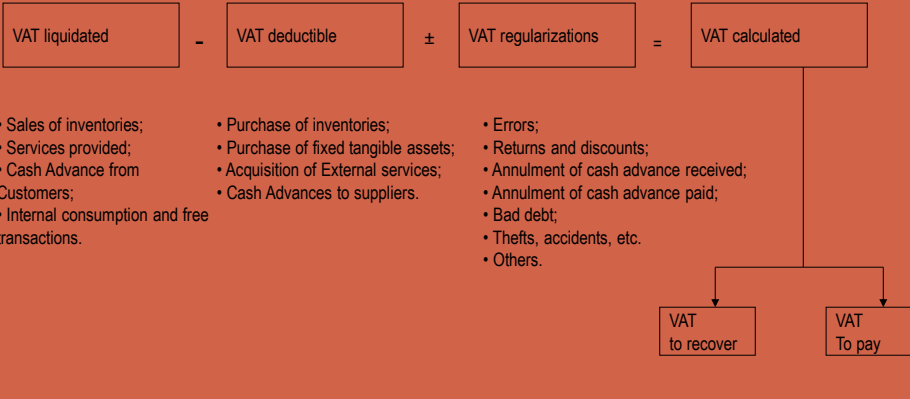 VAT liquidated - VAT deductible ± VAT regularizations = VAT calculated
• Sales of inventories;
• Services provided;
• Cash Advance from
Customers;
• Internal consumption and free
transactions.
• Purchase of inventories;
• Purchase of fixed tangible assets;
• Acquisition of External services;
• Cash Advances to suppliers.
• Errors;
• Returns and discounts;
• Annulment of cash advance received;
• Annulment of cash advance paid;
• Bad debt;
• Thefts, accidents, etc.
• Others.
VAT
to recover
VAT
To pay